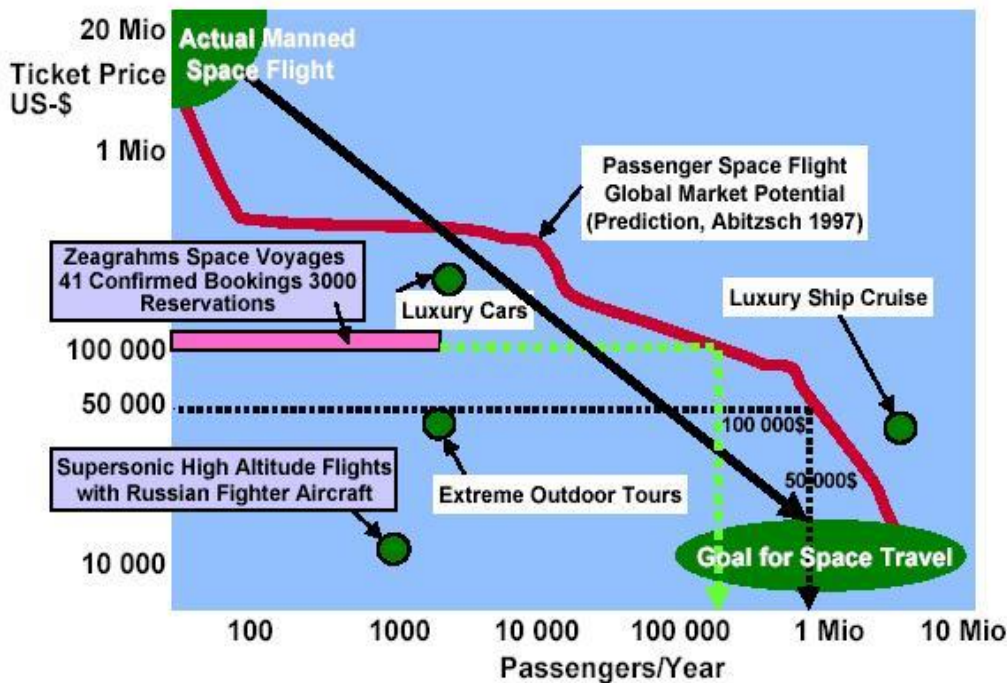 20 Mio
Ticket Price
US-$
1 Mio
100 000
50 000
10 000
Actual Manned
Space Flight
Passenger Space Flight
Global Market Potential
(Prediction, Abitzsch 1997)
Zeagrahms Space Voyages
41 Confirmed Bookings 3000
Reservations
Luxury Cars
Luxury Ship Cruise
100 000$
50 000$
Supersonic High Altitude Flights
with Russian Fighter Aircraft
Extreme Outdoor Tours
Goal for Space Travel
100
1000
10 000
100 000
1 Mio
10 Mio
Passengers/Year